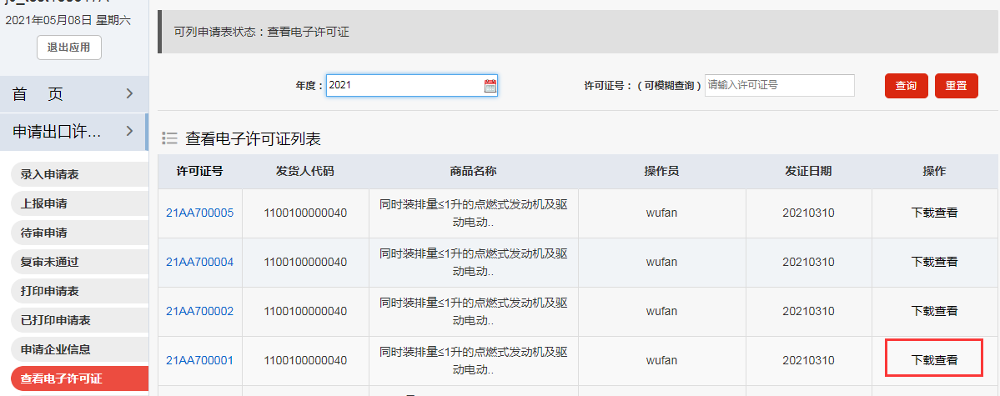 2021年05月08日 星期六
退出应用
首 页
申请出口许...
录入申请表
上报申请
待审申请
复审未通过
打印申请表
已打印申请表
申请企业信息
查看电子许可证
可列申请表状态：查看电子许可证
年度： 2021 许可证号：（可模糊查询） 请输入许可证号 查询 重置
查看电子许可证列表
许可证号 发货人代码 商品名称 操作员 发证日期 操作
21AA700005 1100100000040 同时装排量≤1升的点燃式发动机及驱 wufan 20210310 下载查看
动电动..
21AA700004 1100100000040 同时装排量≤1升的点燃式发动机及驱 wufan 20210310 下载查看
动电动..
21AA700002 1100100000040 同时装排量≤1升的点燃式发动机及驱 wufan 20210310 下载查看
动电动..
21AA700001 1100100000040 同时装排量≤1升的点燃式发动机及驱 wufan 20210310 下载查看
动电动..